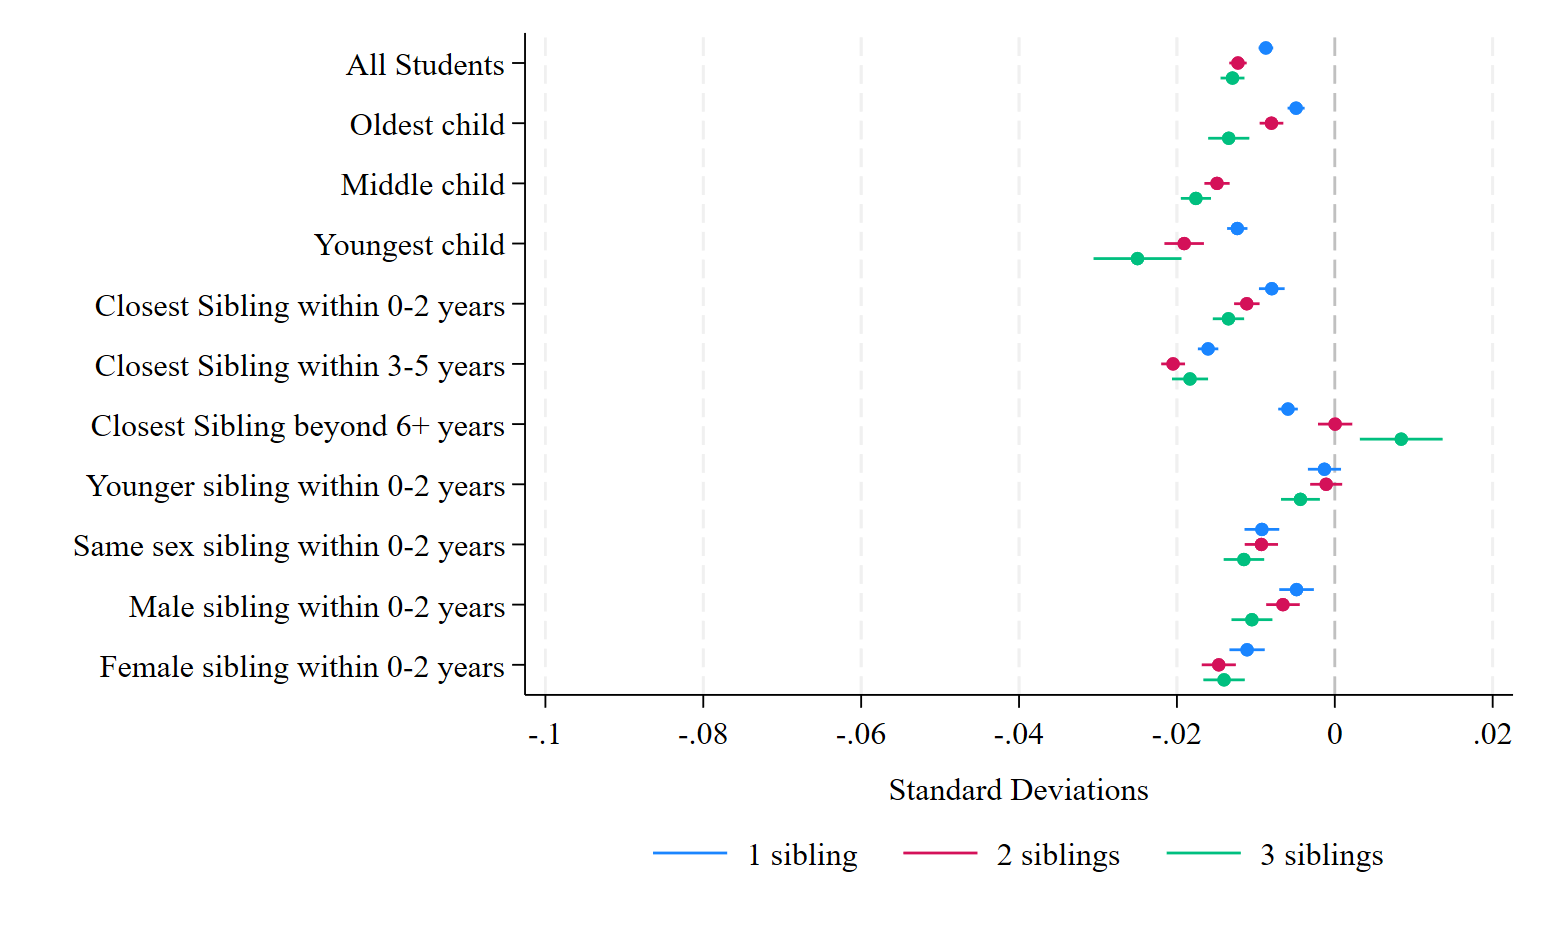 All Students
Oldest child
Middle child
Youngest child
Closest Sibling within 0-2 years
Closest Sibling within 3-5 years
Closest Sibling beyond 6+ years
Younger sibling within 0-2 years
Same sex sibling within 0-2 years
Male sibling within 0-2 years
Female sibling within 0-2 years
-.1 -.08 -.06 -.04 -.02 0 .02
Standard Deviations
1 sibling 2 siblings 3 siblings